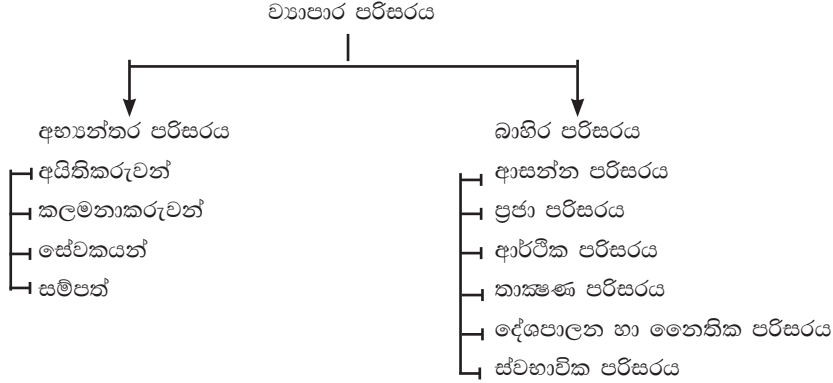 ව්‍යාපාර පරිසරය
අභ්‍යන්තර පරිසරය
අයිතිකරුවන්
කලමනාකරුවන්
සේවකයන්
සම්පත්
බාහිර පරිසරය
ආසන්න පරිසරය
ප්‍රජා පරිසරය
ආර්ථික පරිසරය
තාක්‍ෂණ පරිසරය
දේශපාලන හා නෛතික පරිසරය
ස්වභාවික පරිසරය